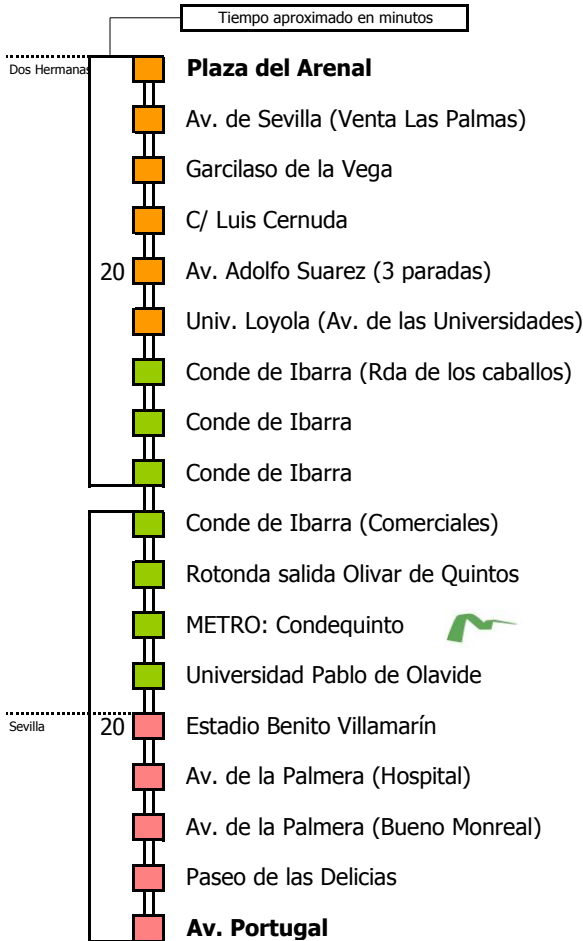 Tiempo aproximado en minutos
Dos Hermanas
Plaza del Arenal
Av. de Sevilla (Venta Las Palmas)
Garcilaso de la Vega
C/ Luis Cernuda
20
Av. Adolfo Suarez (3 paradas)
Univ. Loyola (Av. de las Universidades)
Conde de Ibarra (Rda de los caballos)
Conde de Ibarra
Conde de Ibarra
Conde de Ibarra (Comerciales)
Rotonda salida Olivar de Quintos
METRO: Condequinto
Universidad Pablo de Olavide
Sevilla
20
Estadio Benito Villamarín
Av. de la Palmera (Hospital)
Av. de la Palmera (Bueno Monreal)
Paseo de las Delicias
Av. Portugal